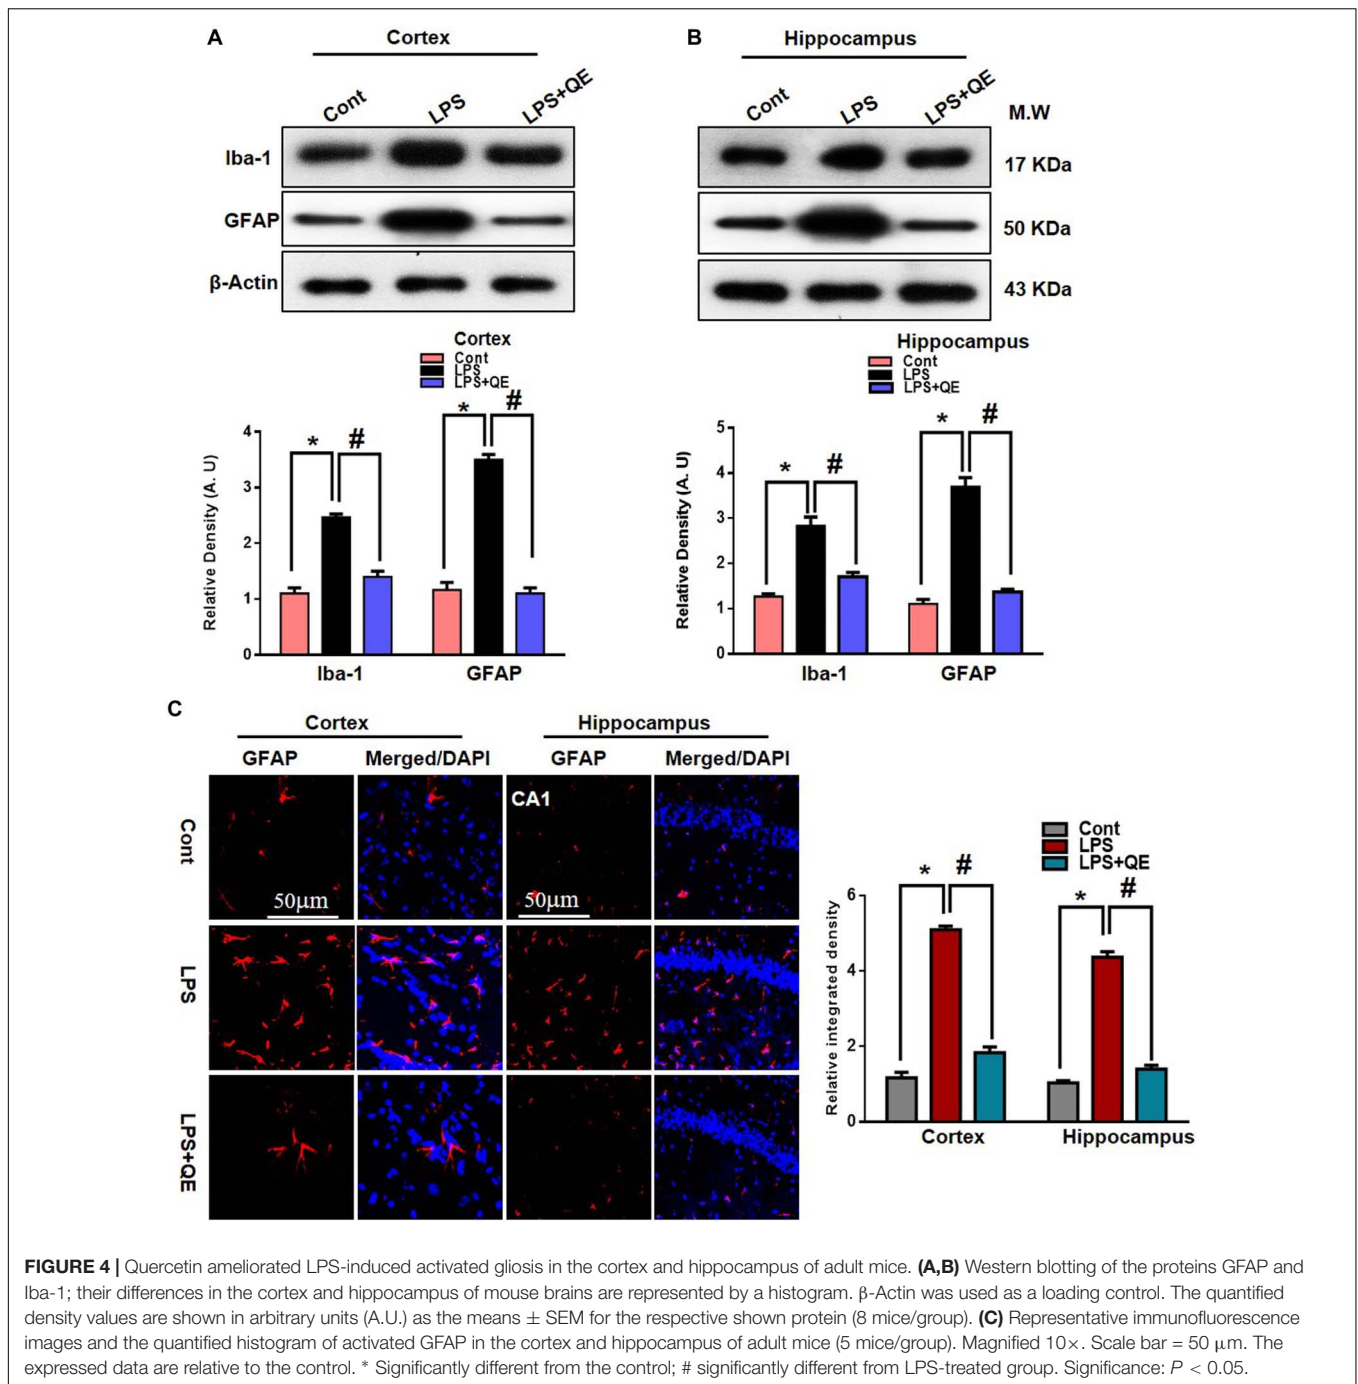 A
Cortex
Cont
LPS
LPS+QE
Iba-1
GFAP
β-Actin
B
Hippocampus
Cont
LPS
LPS+QE
M.W
17 KDa
50 KDa
43 KDa
Cortex
Cont
LPS
LPS+QE
* # * #
4
3
2
1
0
Relative Density (A. U)
Iba-1 GFAP
Hippocampus
Cont
LPS
LPS+QE
* # * #
5
4
3
2
1
0
Relative Density (A. U)
Iba-1 GFAP
C
Cortex Hippocampus
GFAP Merged/DAPI GFAP Merged/DAPI
Cont
CA1
50μm 50μm
LPS
LPS+QE
Cont
LPS
LPS+QE
* # * #
6
4
2
0
Relative integrated density
Cortex Hippocampus
FIGURE 4 | Quercetin ameliorated LPS-induced activated gliosis in the cortex and hippocampus of adult mice. (A,B) Western blotting of the proteins GFAP and
Iba-1; their differences in the cortex and hippocampus of mouse brains are represented by a histogram. β-Actin was used as a loading control. The quantified
density values are shown in arbitrary units (A.U.) as the means ± SEM for the respective shown protein (8 mice/group). (C) Representative immunofluorescence
images and the quantified histogram of activated GFAP in the cortex and hippocampus of adult mice (5 mice/group). Magnified 10×. Scale bar = 50 μm. The
expressed data are relative to the control. * Significantly different from the control; # significantly different from LPS-treated group. Significance: P < 0.05.